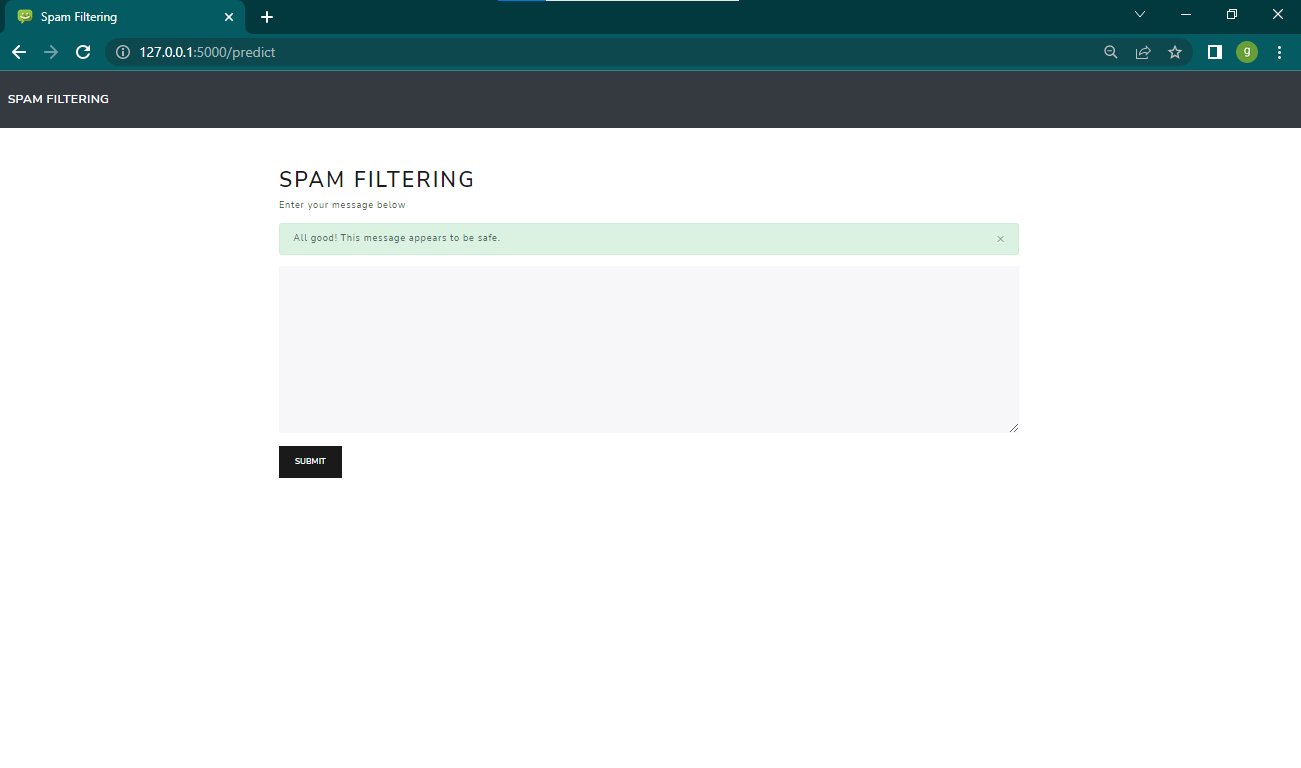 Spam Filtering
127.0.0.1:5000/predict
g
SPAM FILTERING
SPAM FILTERING
Enter your message below
All good! This message appears to be safe.
SUBMIT